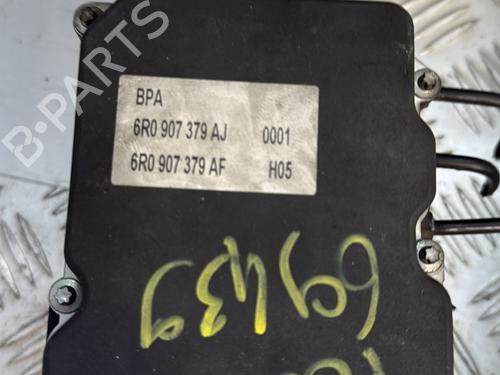 B-PARTS
BPA
6R0 907 379 AJ 0001
6R0 907 379 AF H05
69439